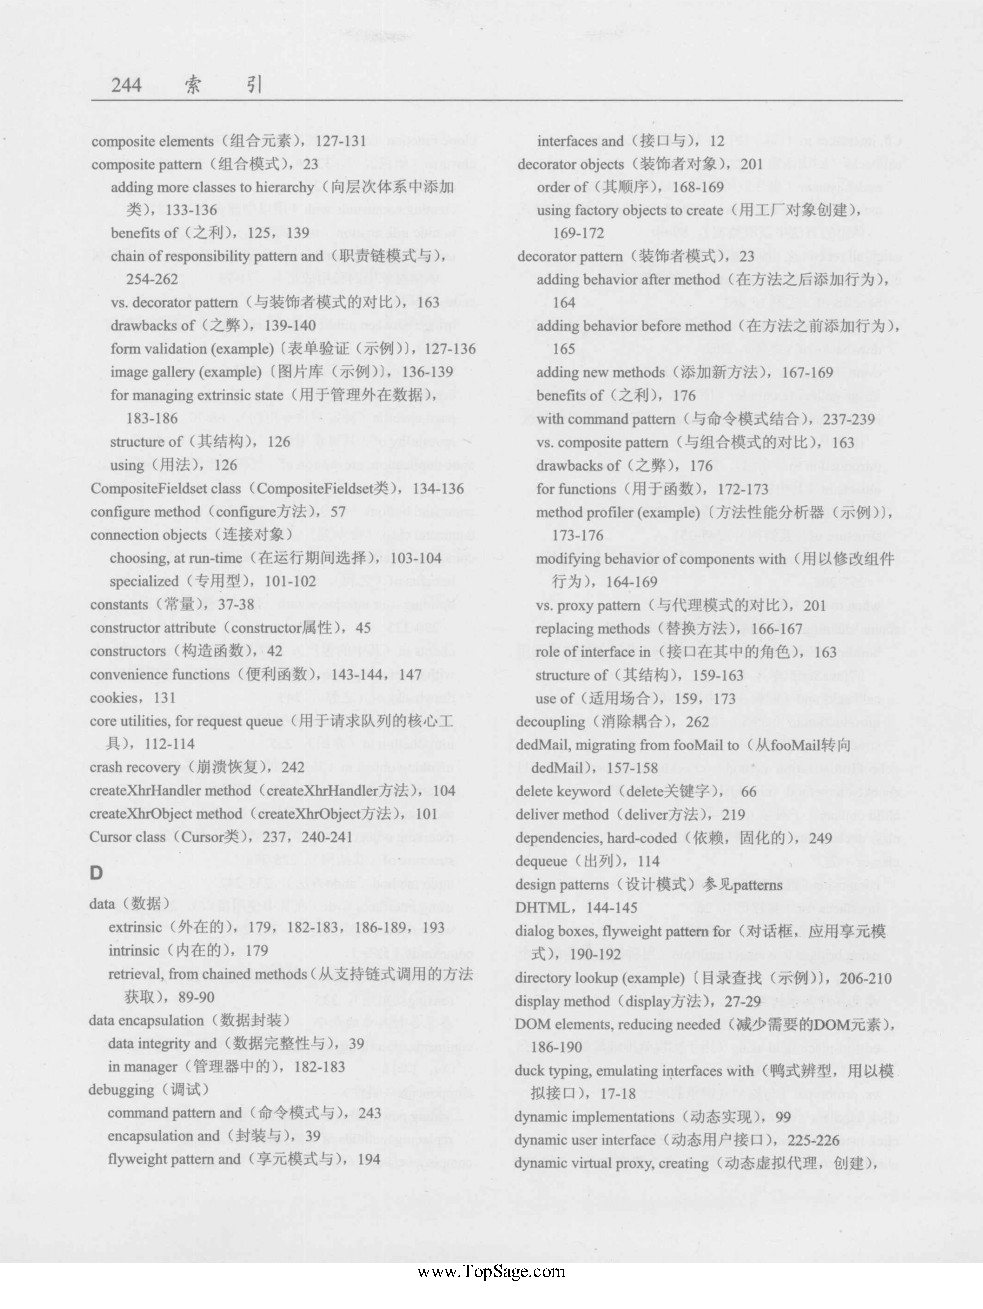 244 索 引
composite elements（组合元素），127-131
composite pattern（组合模式），23
adding more classes to hierarchy（向层次体系中添加
类），133-136
benefits of（之利），125，139
chain of responsibility pattern and（职责链模式与），
254-262
vs. decorator pattern（与装饰者模式的对比），163
drawbacks of（之弊），139-140
form validation (example)〔表单验证（示例）〕，127-136
image gallery (example)〔图片库（示例）〕，136-139
for managing extrinsic state（用于管理外在数据），
183-186
structure of（其结构），126
using（用法），126
CompositeFieldset class（CompositeFieldset类），134-136
configure method（configure方法），57
connection objects（连接对象）
choosing, at run-time（在运行期间选择），103-104
specialized（专用型），101-102
constants（常量），37-38
constructor attribute（constructor属性），45
constructors（构造函数），42
convenience functions（便利函数），143-144，147
cookies，131
core utilities, for request queue（用于请求队列的核心工
具），112-114
crash recovery（崩溃恢复），242
createXhrHandler method（createXhrHandler方法），104
createXhrObject method（createXhrObject方法），101
Cursor class（Cursor类），237，240-241
D
data（数据）
extrinsic（外在的），179，182-183，186-189，193
intrinsic（内在的），179
retrieval, from chained methods（从支持链式调用的方法
获取），89-90
data encapsulation（数据封装）
data integrity and（数据完整性与），39
in manager（管理器中的），182-183
debugging（调试）
command pattern and（命令模式与），243
encapsulation and（封装与），39
flyweight pattern and（享元模式与），194
interfaces and（接口与），12
decorator objects（装饰者对象），201
order of（其顺序），168-169
using factory objects to create（用工厂对象创建），
169-172
decorator pattern（装饰者模式），23
adding behavior after method（在方法之后添加行为），
164
adding behavior before method（在方法之前添加行为），
165
adding new methods（添加新方法），167-169
benefits of（之利），176
with command pattern（与命令模式结合），237-239
vs. composite pattern（与组合模式的对比），163
drawbacks of（之弊），176
for functions（用于函数），172-173
method profiler (example)〔方法性能分析器（示例）〕，
173-176
modifying behavior of components with（用以修改组件
行为），164-169
vs. proxy pattern（与代理模式的对比），201
replacing methods（替换方法），166-167
role of interface in（接口在其中的角色），163
structure of（其结构），159-163
use of（适用场合），159，173
decoupling（消除耦合），262
dedMail, migrating from fooMail to（从fooMail转向
dedMail），157-158
delete keyword（delete关键字）， 66
deliver method（deliver方法），219
dependencies, hard-coded（依赖，固化的），249
dequeue（出列），114
design patterns（设计模式）参见patterns
DHTML，144-145
dialog boxes, flyweight pattern for（对话框，应用享元模
式），190-192
directory lookup (example)〔目录查找（示例）〕，206-210
display method（display方法），27-29
DOM elements, reducing needed（减少需要的DOM元素），
186-190
duck typing, emulating interfaces with（鸭式辨型，用以模
拟接口），17-18
dynamic implementations（动态实现），99
dynamic user interface（动态用户接口），225-226
dynamic virtual proxy, creating（动态虚拟代理，创建），
www.TopSage.com